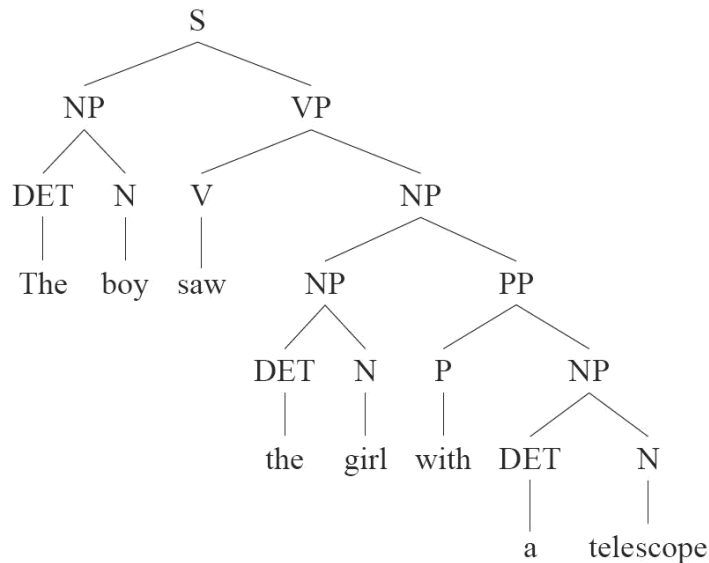 S
NP VP
DET N V NP
The boy saw NP PP
DET N P NP
the girl with DET N
a telescope